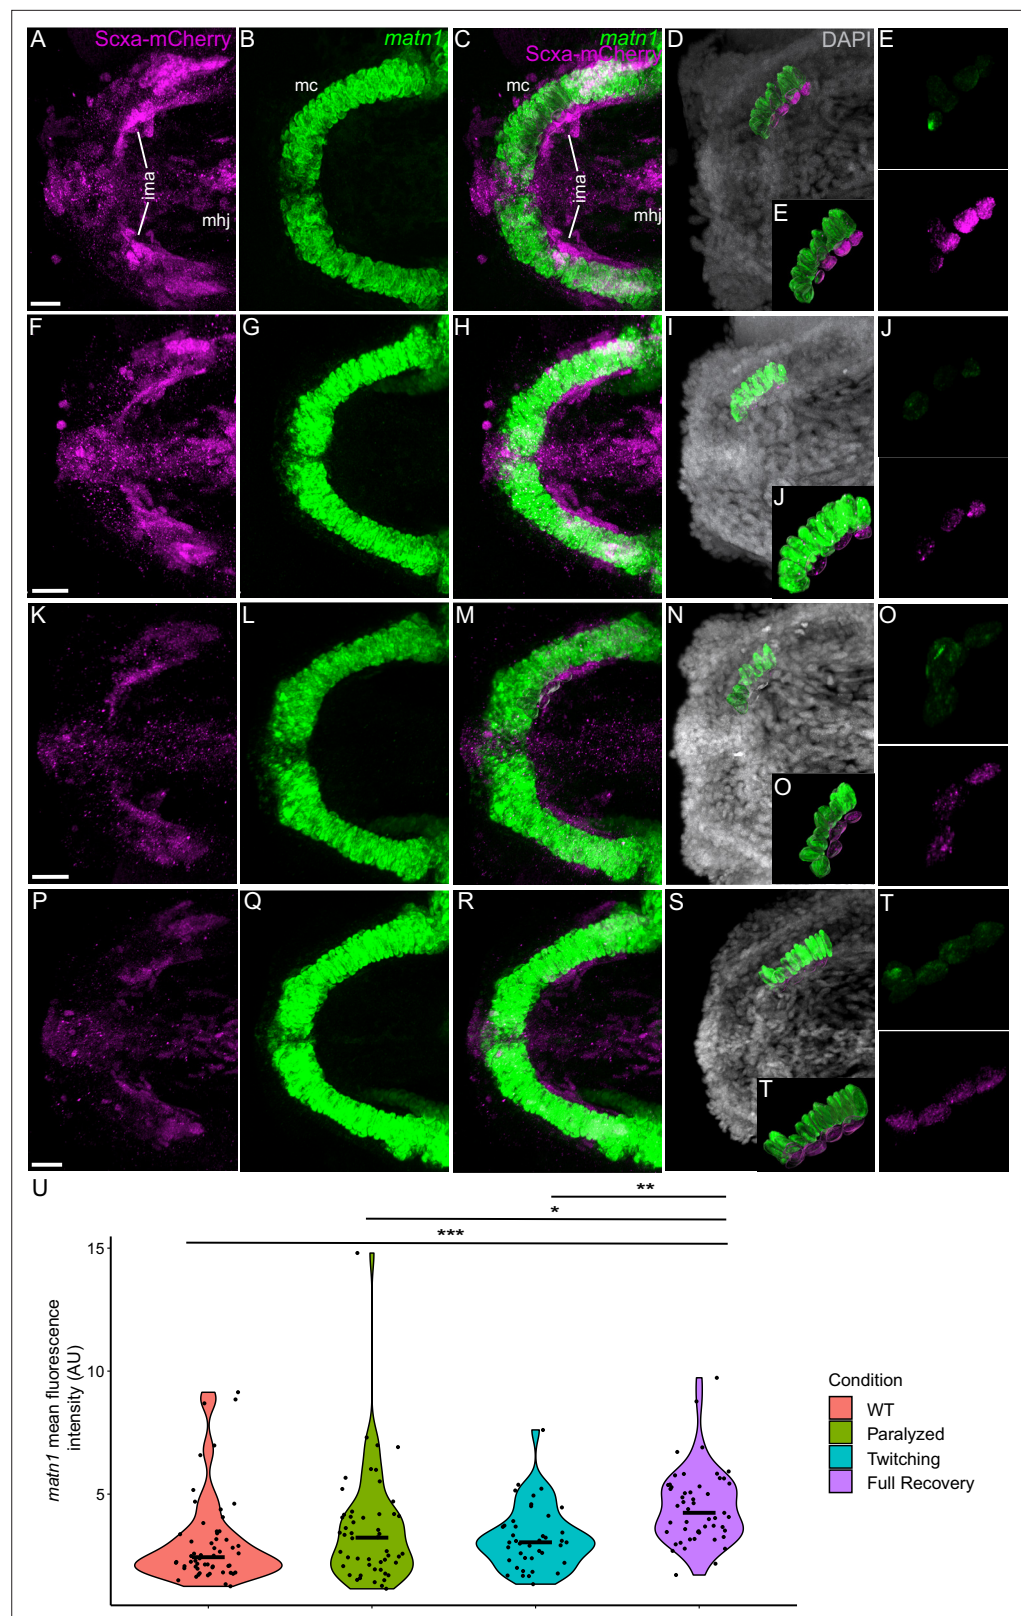 A Scxa-mCherry
B matn1
C matn1
Scxa-mCherry
D DAPI
E
mc
mc
ima
ima
mhj
mhj
E
F
G
H
I
J
ima
J
K
L
M
N
O
O
P
Q
R
S
T
T
U
**
*
***
15
10
5
matn1 mean fluorescence
intensity (AU)
Condition
WT
Paralyzed
Twitching
Full Recovery